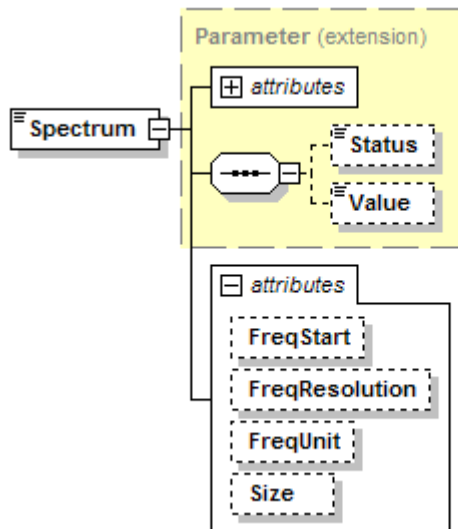 Parameter (extension)
attributes
Spectrum
Status
Value
attributes
FreqStart
FreqResolution
FreqUnit
Size